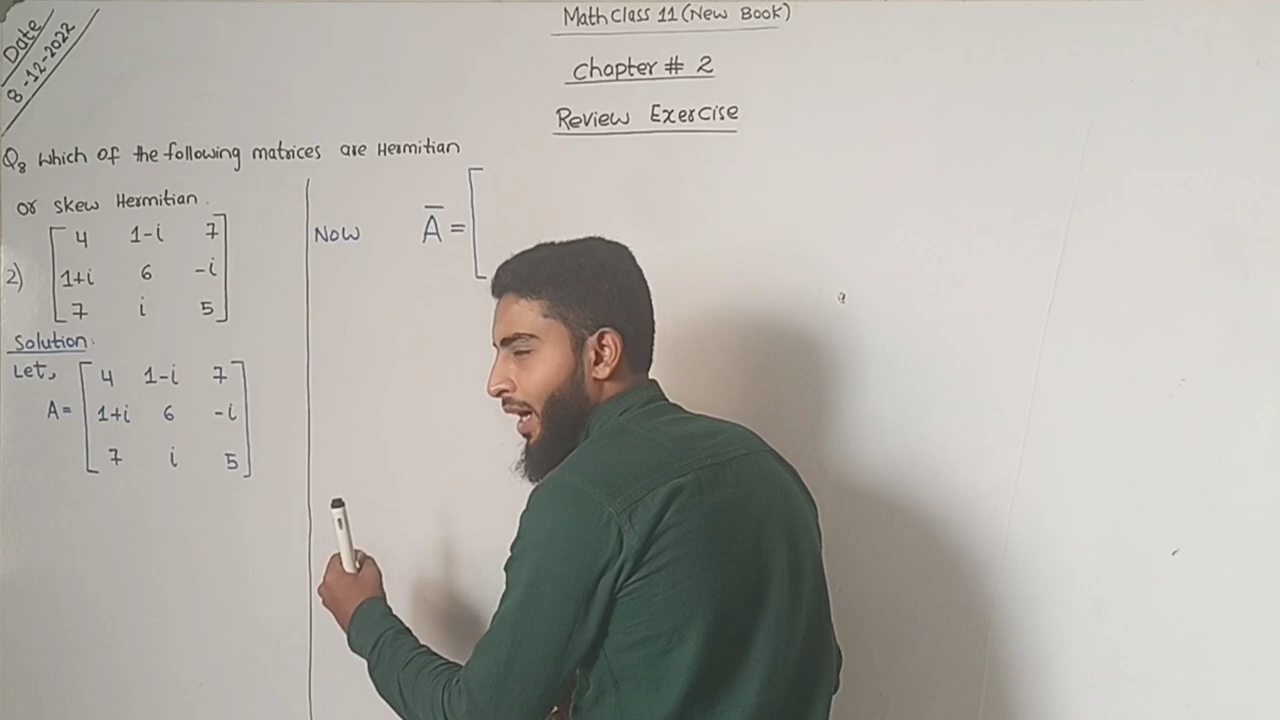 Date
8-12-2022
Math Class 11 (New Book)
Chapter # 2
Review Exercise
Q8 which of the following matrices are Hermitian
or skew Hermitian.
2) [ 4 1-i 7
1+i 6 -i
7 i 5 ]
Solution:
Let,
A = [ 4 1-i 7
1+i 6 -i
7 i 5 ]
Now A̅ = [